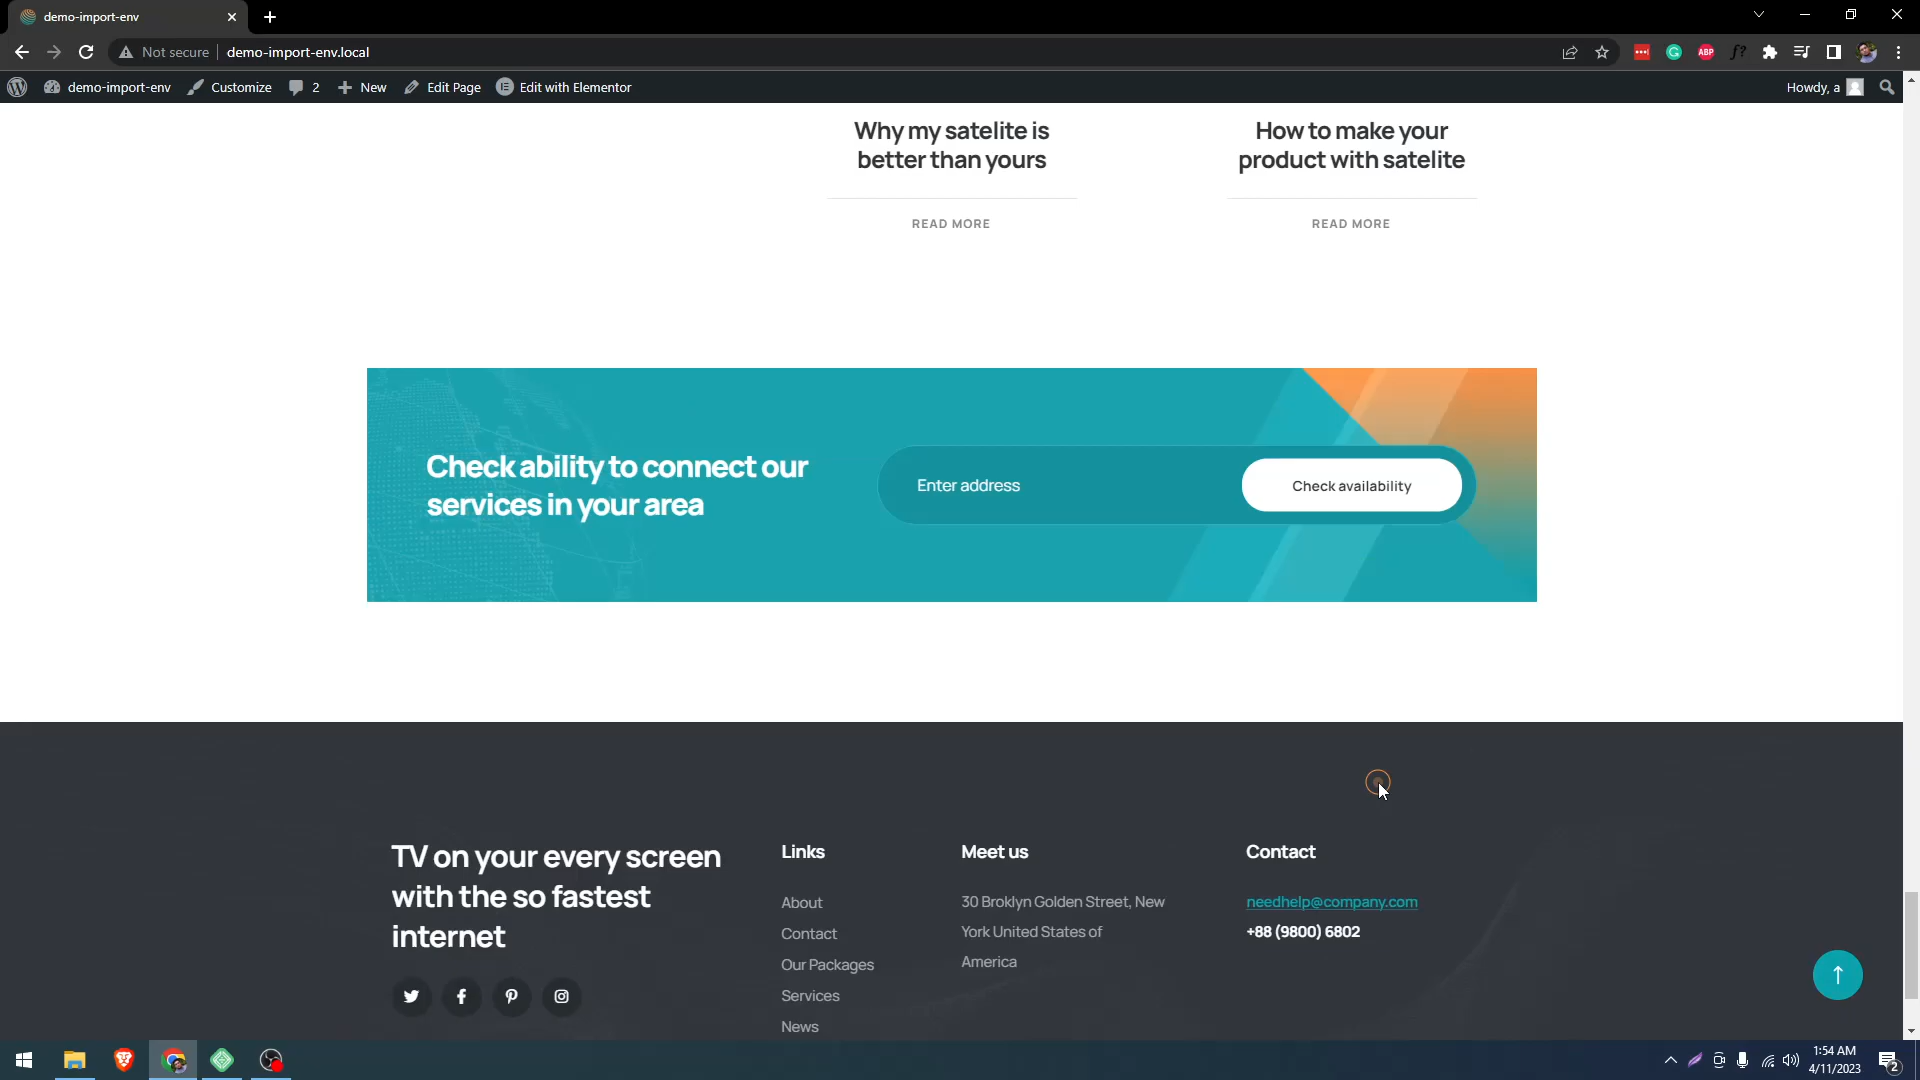 demo-import-env
Not secure
demo-import-env.local
ABP
demo-import-env
Customize
2
New
Edit Page
Edit with Elementor
Howdy, a
Why my satelite is
better than yours
READ MORE
How to make your
product with satelite
READ MORE
Check ability to connect our
services in your area
Enter address
Check availability
TV on your every screen
with the so fastest
internet
Links
About
Contact
Our Packages
Services
News
Meet us
30 Broklyn Golden Street, New
York United States of
America
Contact
needhelp@company.com
+88 (9800) 6802
1:54 AM
4/11/2023
2